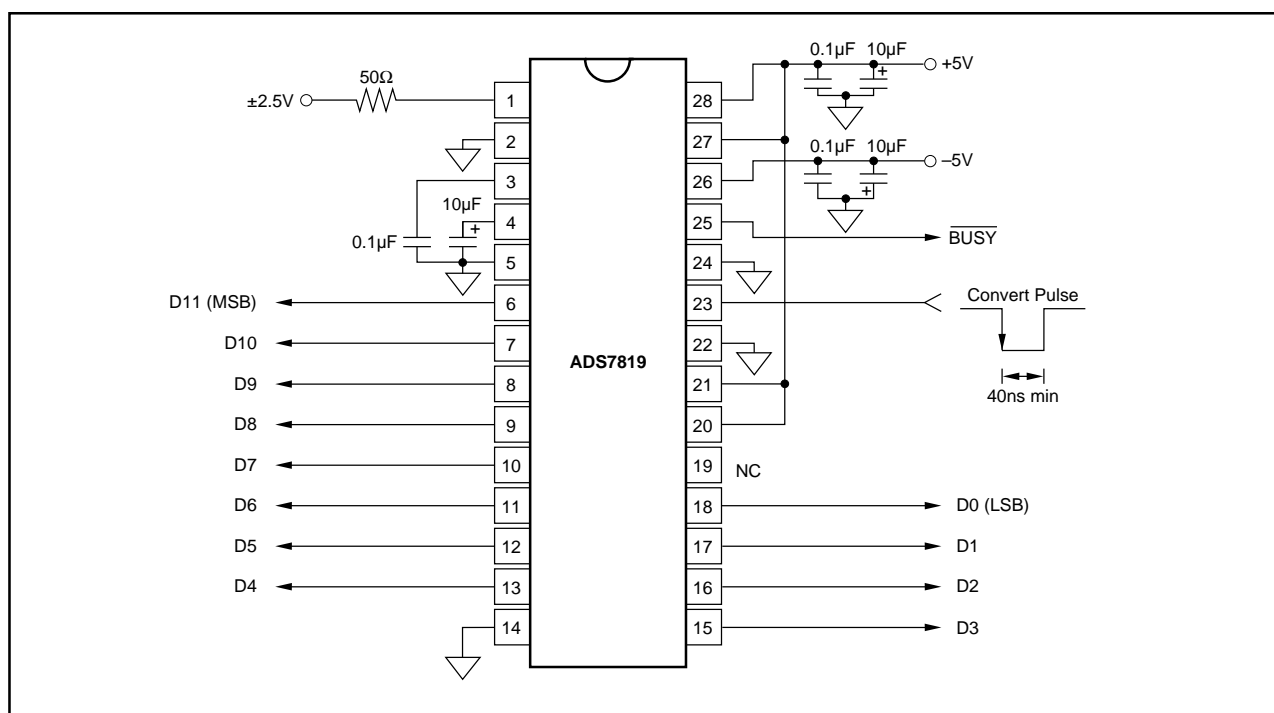 0.1µF 10µF
+5V
50Ω
±2.5V
1
28
2
27
0.1µF 10µF
–5V
3
26
10µF
+
4
25
BUSY
0.1µF
5
24
D11 (MSB)
6
23
Convert Pulse
D10
7
22
ADS7819
D9
8
21
40ns min
D8
9
20
D7
10
19
NC
D6
11
18
D0 (LSB)
D5
12
17
D1
D4
13
16
D2
14
15
D3
+
+